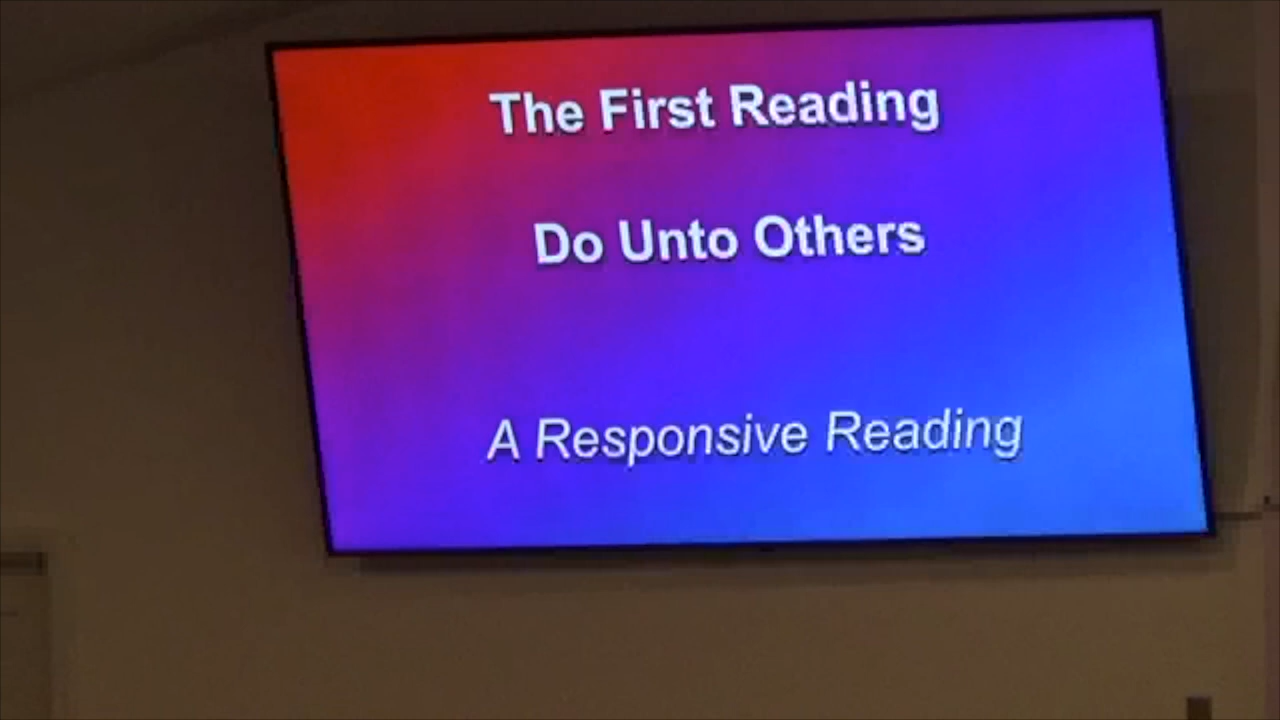 The First Reading
Do Unto Others
A Responsive Reading